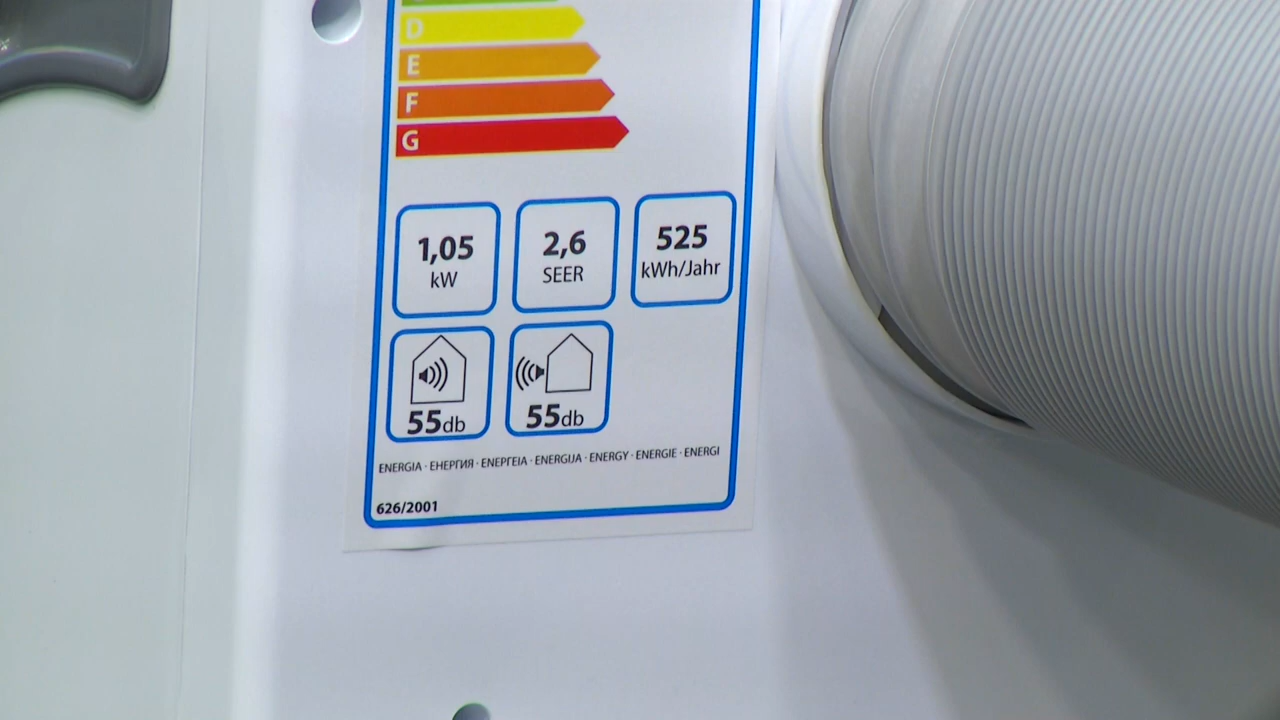 D
E
F
G
1,05
kW
2,6
SEER
525
kWh/Jahr
55db
55db
ENERGIA · ЕНЕРГИЯ · ΕΝΕΡΓΕΙΑ · ENERGIJA · ENERGY · ENERGIE · ENERGI
626/2001